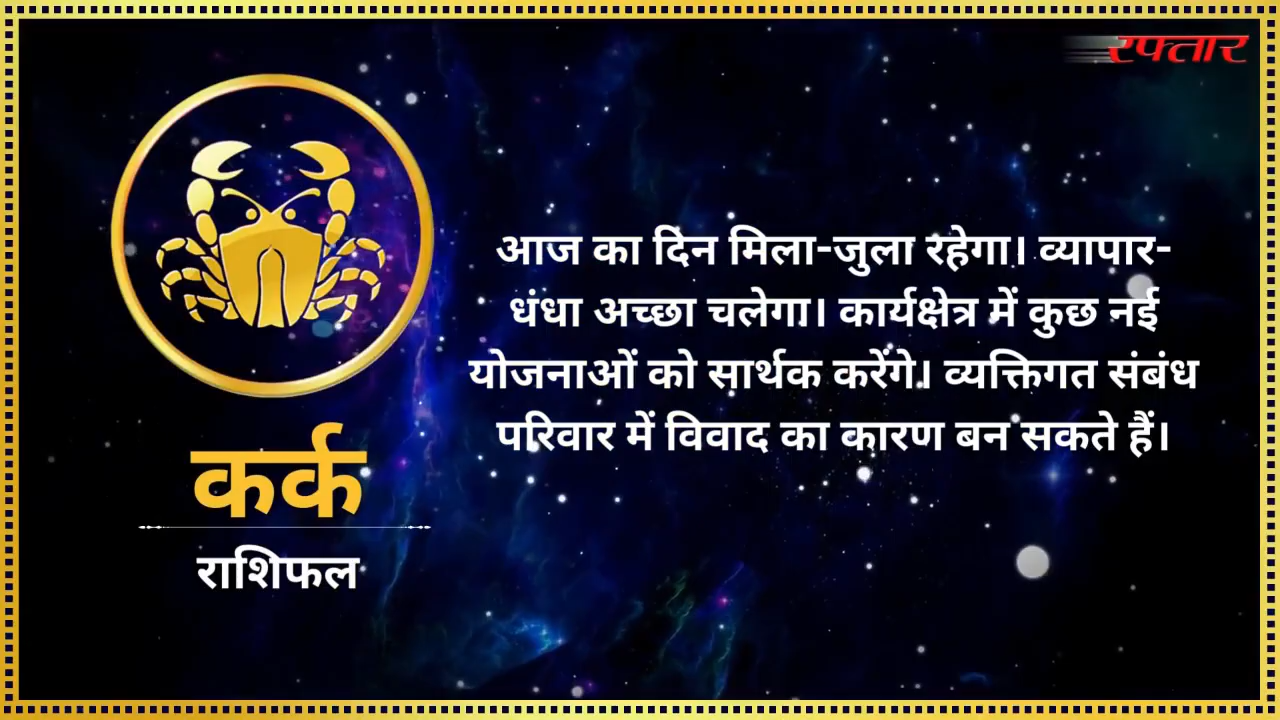 रफ्तार
आज का दिन मिला-जुला रहेगा। व्यापार-
धंधा अच्छा चलेगा। कार्यक्षेत्र में कुछ नई
योजनाओं को सार्थक करेंगे। व्यक्तिगत संबंध
परिवार में विवाद का कारण बन सकते हैं।
कर्क
राशिफल